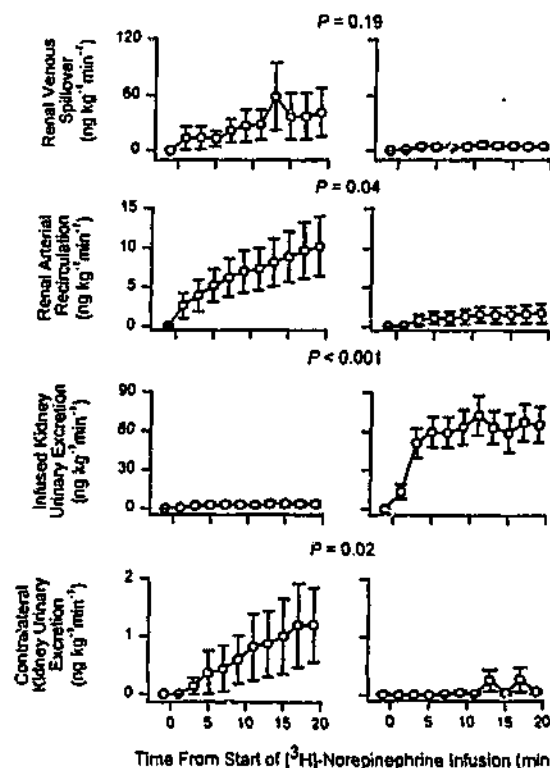 P = 0.19
Renal Venous
Spillover
(ng kg⁻¹min⁻¹)
120
60
0
P = 0.04
Renal Arterial
Recirculation
(ng kg⁻¹min⁻¹)
15
10
5
0
P < 0.001
Infused Kidney
Urinary Excretion
(ng kg⁻¹min⁻¹)
90
60
30
0
P = 0.02
Contralateral
Kidney Urinary
Excretion
(ng kg⁻¹min⁻¹)
2
1
0
0 5 10 15 20 0 5 10 15 20
Time From Start of [³H]-Norepinephrine Infusion (min